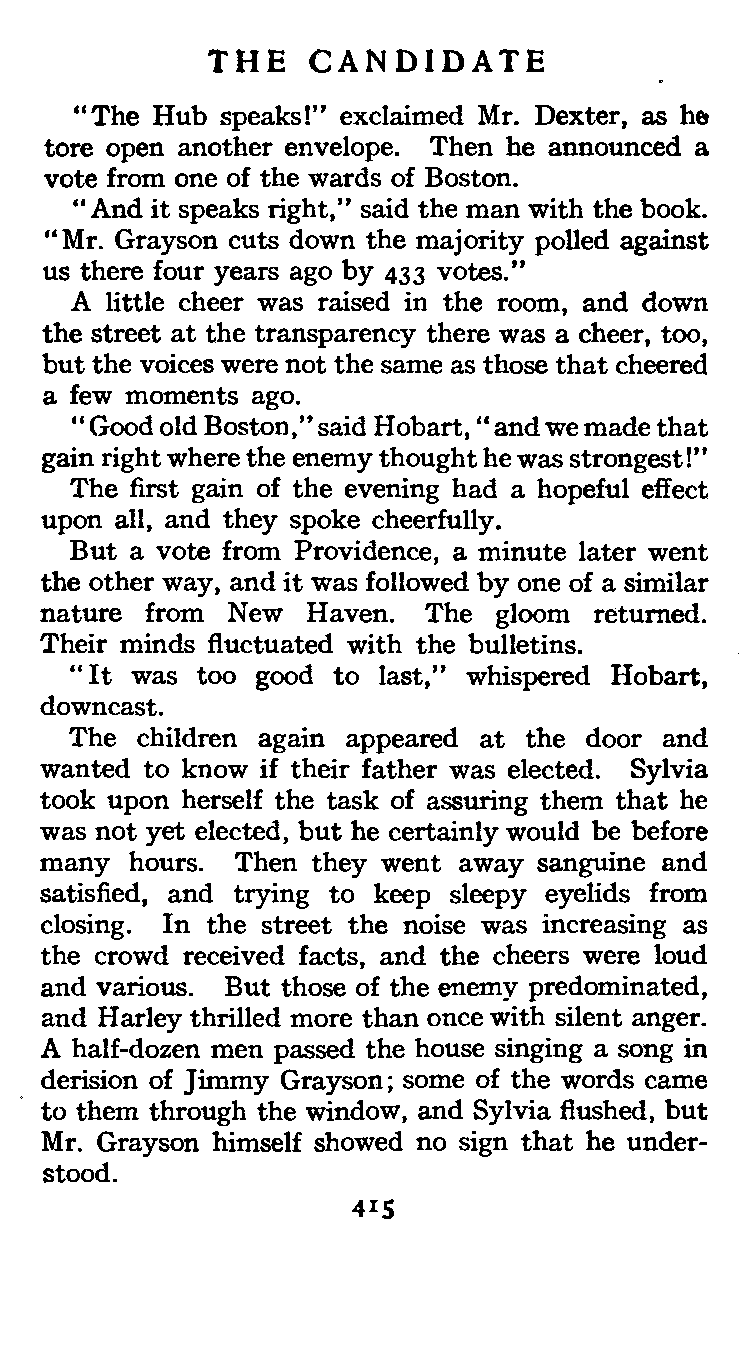 THE CANDIDATE
"The Hub speaks!" exclaimed Mr. Dexter, as he
tore open another envelope. Then he announced a
vote from one of the wards of Boston.
"And it speaks right," said the man with the book.
"Mr. Grayson cuts down the majority polled against
us there four years ago by 433 votes."
A little cheer was raised in the room, and down
the street at the transparency there was a cheer, too,
but the voices were not the same as those that cheered
a few moments ago.
"Good old Boston," said Hobart, "and we made that
gain right where the enemy thought he was strongest!"
The first gain of the evening had a hopeful effect
upon all, and they spoke cheerfully.
But a vote from Providence, a minute later went
the other way, and it was followed by one of a similar
nature from New Haven. The gloom returned.
Their minds fluctuated with the bulletins.
"It was too good to last," whispered Hobart,
downcast.
The children again appeared at the door and
wanted to know if their father was elected. Sylvia
took upon herself the task of assuring them that he
was not yet elected, but he certainly would be before
many hours. Then they went away sanguine and
satisfied, and trying to keep sleepy eyelids from
closing. In the street the noise was increasing as
the crowd received facts, and the cheers were loud
and various. But those of the enemy predominated,
and Harley thrilled more than once with silent anger.
A half-dozen men passed the house singing a song in
derision of Jimmy Grayson; some of the words came
to them through the window, and Sylvia flushed, but
Mr. Grayson himself showed no sign that he under-
stood.
415